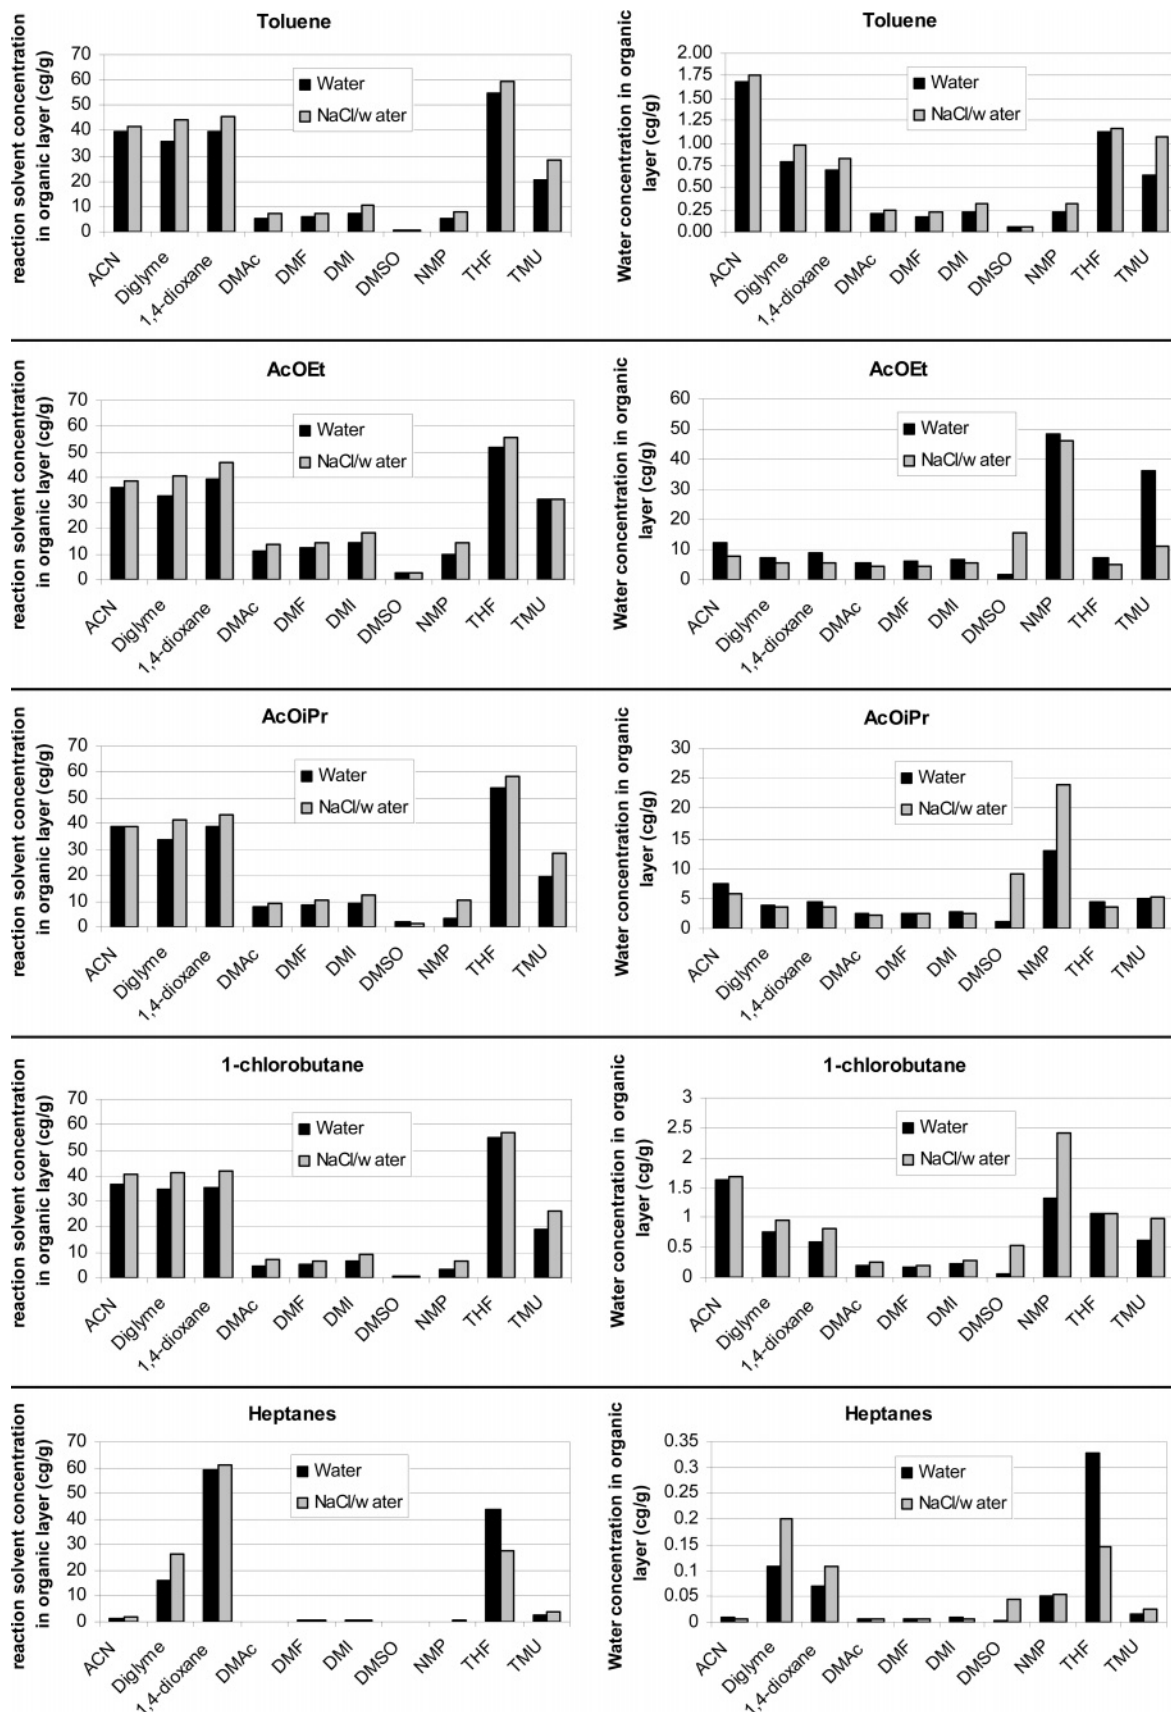 Toluene
reaction solvent concentration
in organic layer (cg/g)
70
60
50
40
30
20
10
0
Water
NaCl/w ater
ACN
Diglyme
1,4-dioxane
DMAc
DMF
DMI
DMSO
NMP
THF
TMU
Toluene
Water concentration in organic
layer (cg/g)
2.00
1.75
1.50
1.25
1.00
0.75
0.50
0.25
0.00
Water
NaCl/w ater
ACN
Diglyme
1,4-dioxane
DMAc
DMF
DMI
DMSO
NMP
THF
TMU
AcOEt
reaction solvent concentration
in organic layer (cg/g)
70
60
50
40
30
20
10
0
Water
NaCl/w ater
ACN
Diglyme
1,4-dioxane
DMAc
DMF
DMI
DMSO
NMP
THF
TMU
AcOEt
Water concentration in organic
layer (cg/g)
60
50
40
30
20
10
0
Water
NaCl/w ater
ACN
Diglyme
1,4-dioxane
DMAc
DMF
DMI
DMSO
NMP
THF
TMU
AcOiPr
reaction solvent concentration
in organic layer (cg/g)
70
60
50
40
30
20
10
0
Water
NaCl/w ater
ACN
Diglyme
1,4-dioxane
DMAc
DMF
DMI
DMSO
NMP
THF
TMU
AcOiPr
Water concentration in organic
layer (cg/g)
30
25
20
15
10
5
0
Water
NaCl/w ater
ACN
Diglyme
1,4-dioxane
DMAc
DMF
DMI
DMSO
NMP
THF
TMU
1-chlorobutane
reaction solvent concentration
in organic layer (cg/g)
70
60
50
40
30
20
10
0
Water
NaCl/w ater
ACN
Diglyme
1,4-dioxane
DMAc
DMF
DMI
DMSO
NMP
THF
TMU
1-chlorobutane
Water concentration in organic
layer (cg/g)
3
2.5
2
1.5
1
0.5
0
Water
NaCl/w ater
ACN
Diglyme
1,4-dioxane
DMAc
DMF
DMI
DMSO
NMP
THF
TMU
Heptanes
reaction solvent concentration
in organic layer (cg/g)
70
60
50
40
30
20
10
0
Water
NaCl/w ater
ACN
Diglyme
1,4-dioxane
DMAc
DMF
DMI
DMSO
NMP
THF
TMU
Heptanes
Water concentration in organic
layer (cg/g)
0.35
0.3
0.25
0.2
0.15
0.1
0.05
0
Water
NaCl/w ater
ACN
Diglyme
1,4-dioxane
DMAc
DMF
DMI
DMSO
NMP
THF
TMU